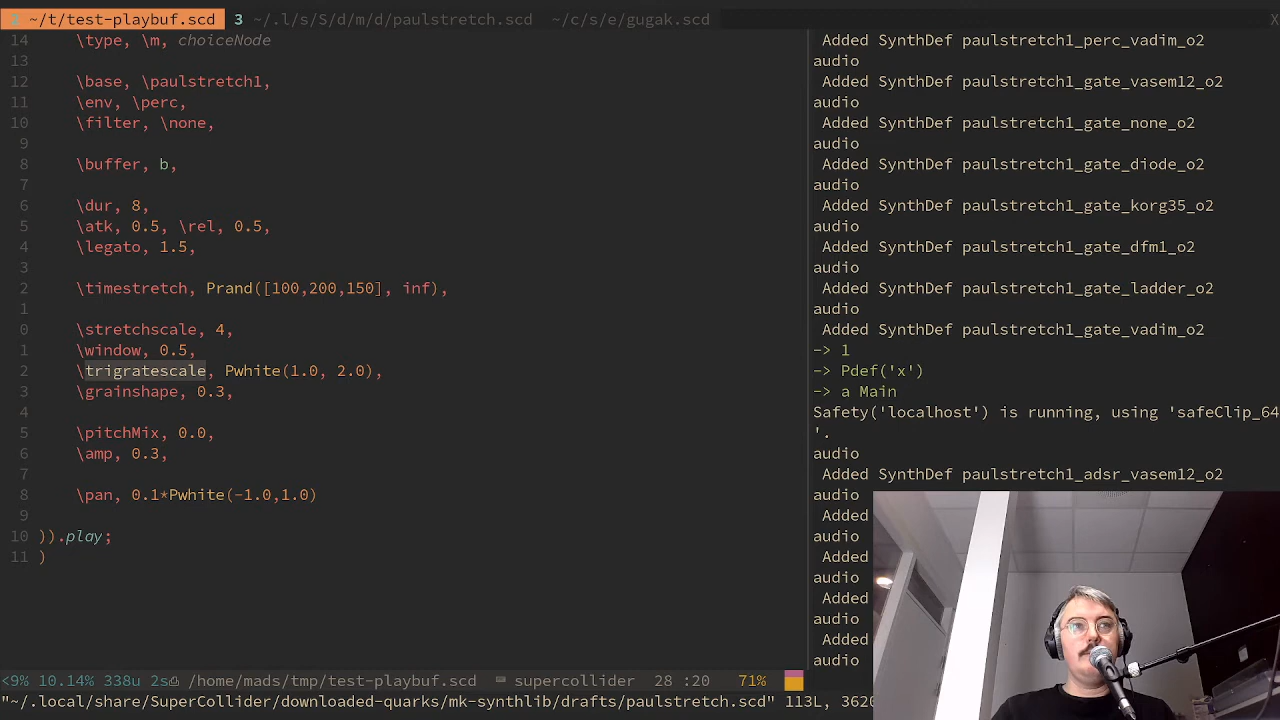 ~/t/test-playbuf.scd 3 ~/.l/s/S/d/m/d/paulstretch.scd ~/c/s/e/gugak.scd X
14 \type, \m, choiceNode
13
12 \base, \paulstretch1,
11 \env, \perc,
10 \filter, \none,
9
8 \buffer, b,
7
6 \dur, 8,
5 \atk, 0.5, \rel, 0.5,
4 \legato, 1.5,
3
2 \timestretch, Prand([100,200,150], inf),
1
0 \stretchscale, 4,
1 \window, 0.5,
2 \trigratescale, Pwhite(1.0, 2.0),
3 \grainshape, 0.3,
4
5 \pitchMix, 0.0,
6 \amp, 0.3,
7
8 \pan, 0.1*Pwhite(-1.0,1.0)
9
10 )).play;
11 )
<9% 10.14% 338u 2s /home/mads/tmp/test-playbuf.scd supercollider 28 :20 71%
"~/.local/share/SuperCollider/downloaded-quarks/mk-synthlib/drafts/paulstretch.scd" 113L, 3620
Added SynthDef paulstretch1_perc_vadim_o2
audio
Added SynthDef paulstretch1_gate_vasem12_o2
audio
Added SynthDef paulstretch1_gate_none_o2
audio
Added SynthDef paulstretch1_gate_diode_o2
audio
Added SynthDef paulstretch1_gate_korg35_o2
audio
Added SynthDef paulstretch1_gate_dfm1_o2
audio
Added SynthDef paulstretch1_gate_ladder_o2
audio
Added SynthDef paulstretch1_gate_vadim_o2
-> 1
-> Pdef('x')
-> a Main
Safety('localhost') is running, using 'safeClip_64
'.
audio
Added SynthDef paulstretch1_adsr_vasem12_o2
audio
Added
audio
Added
audio
Added
audio
Added
audio